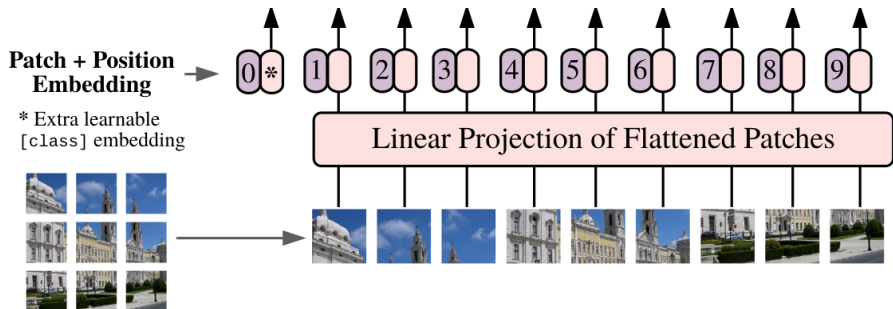 Patch + Position
Embedding
0 * 1 2 3 4 5 6 7 8 9
* Extra learnable
[class] embedding
Linear Projection of Flattened Patches